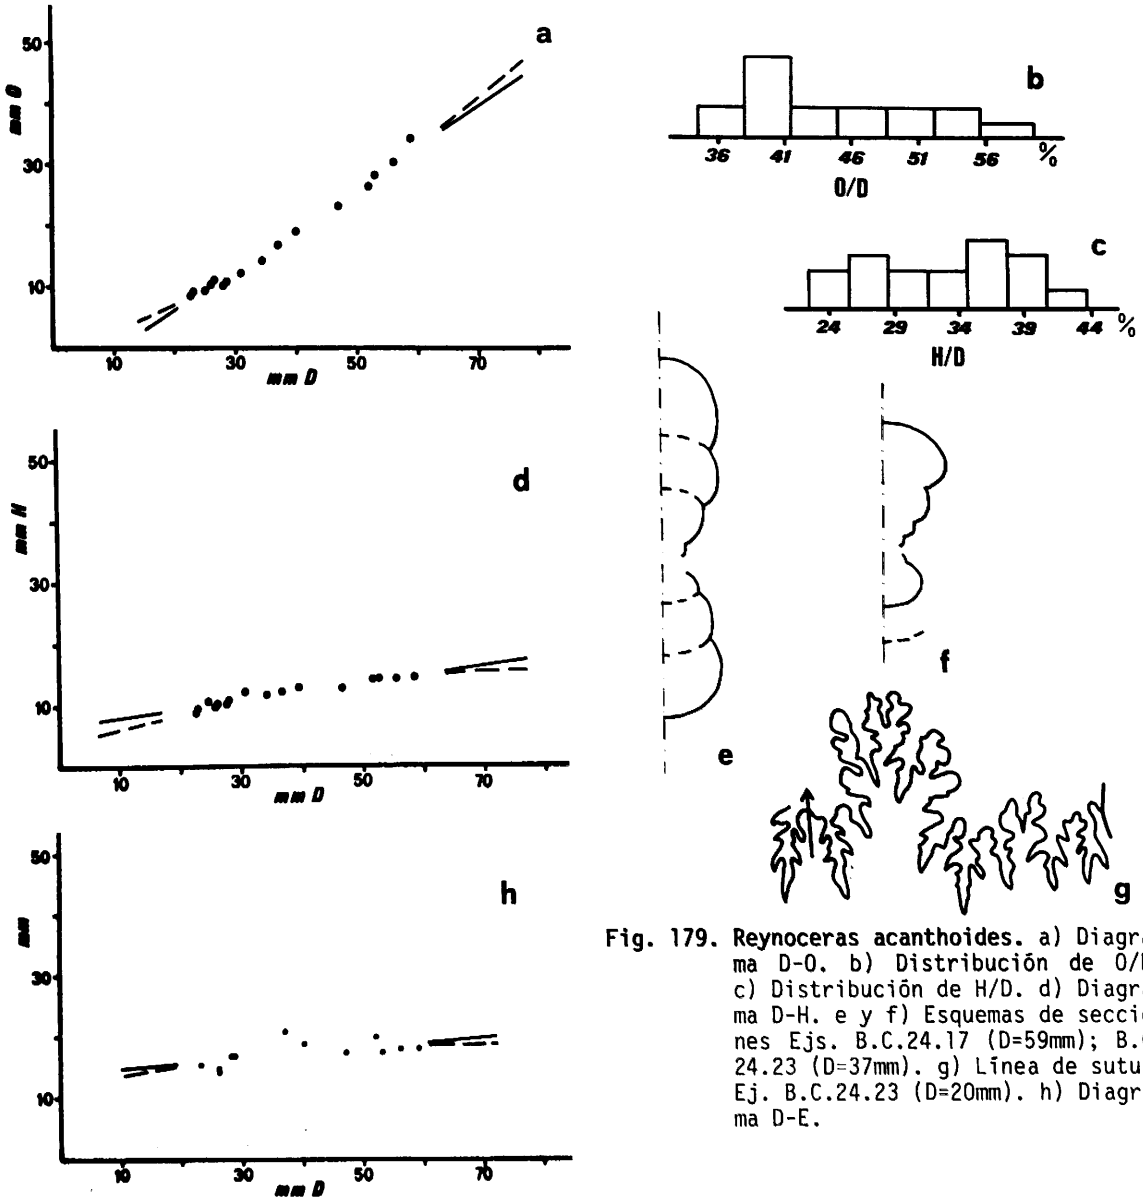 50
a
mm O
30
10
10
30
50
70
mm D
b
36
41
46
51
56
%
O/D
c
24
29
34
39
44
%
H/D
50
d
mm H
30
10
10
30
50
70
mm D
e
f
g
50
h
mm
30
10
10
30
50
70
mm D
Fig. 179. Reynoceras acanthoides. a) Diagra
ma D-O. b) Distribución de O/
c) Distribución de H/D. d) Diagra
ma D-H. e y f) Esquemas de secci
nes Ejs. B.C.24.17 (D=59mm); B.
24.23 (D=37mm). g) Línea de sutu
Ej. B.C.24.23 (D=20mm). h) Diagr
ma D-E.